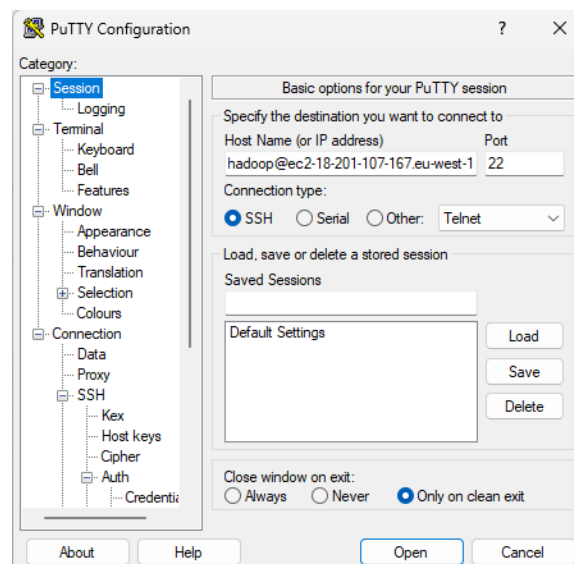 PuTTY Configuration
?
Category:
Session
Logging
Terminal
Keyboard
Bell
Features
Window
Appearance
Behaviour
Translation
Selection
Colours
Connection
Data
Proxy
SSH
Kex
Host keys
Cipher
Auth
Credentia
Basic options for your PuTTY session
Specify the destination you want to connect to
Host Name (or IP address) Port
hadoop@ec2-18-201-107-167.eu-west-1 22
Connection type:
SSH Serial Other: Telnet
Load, save or delete a stored session
Saved Sessions
Default Settings
Load
Save
Delete
Close window on exit:
Always Never Only on clean exit
About Help Open Cancel